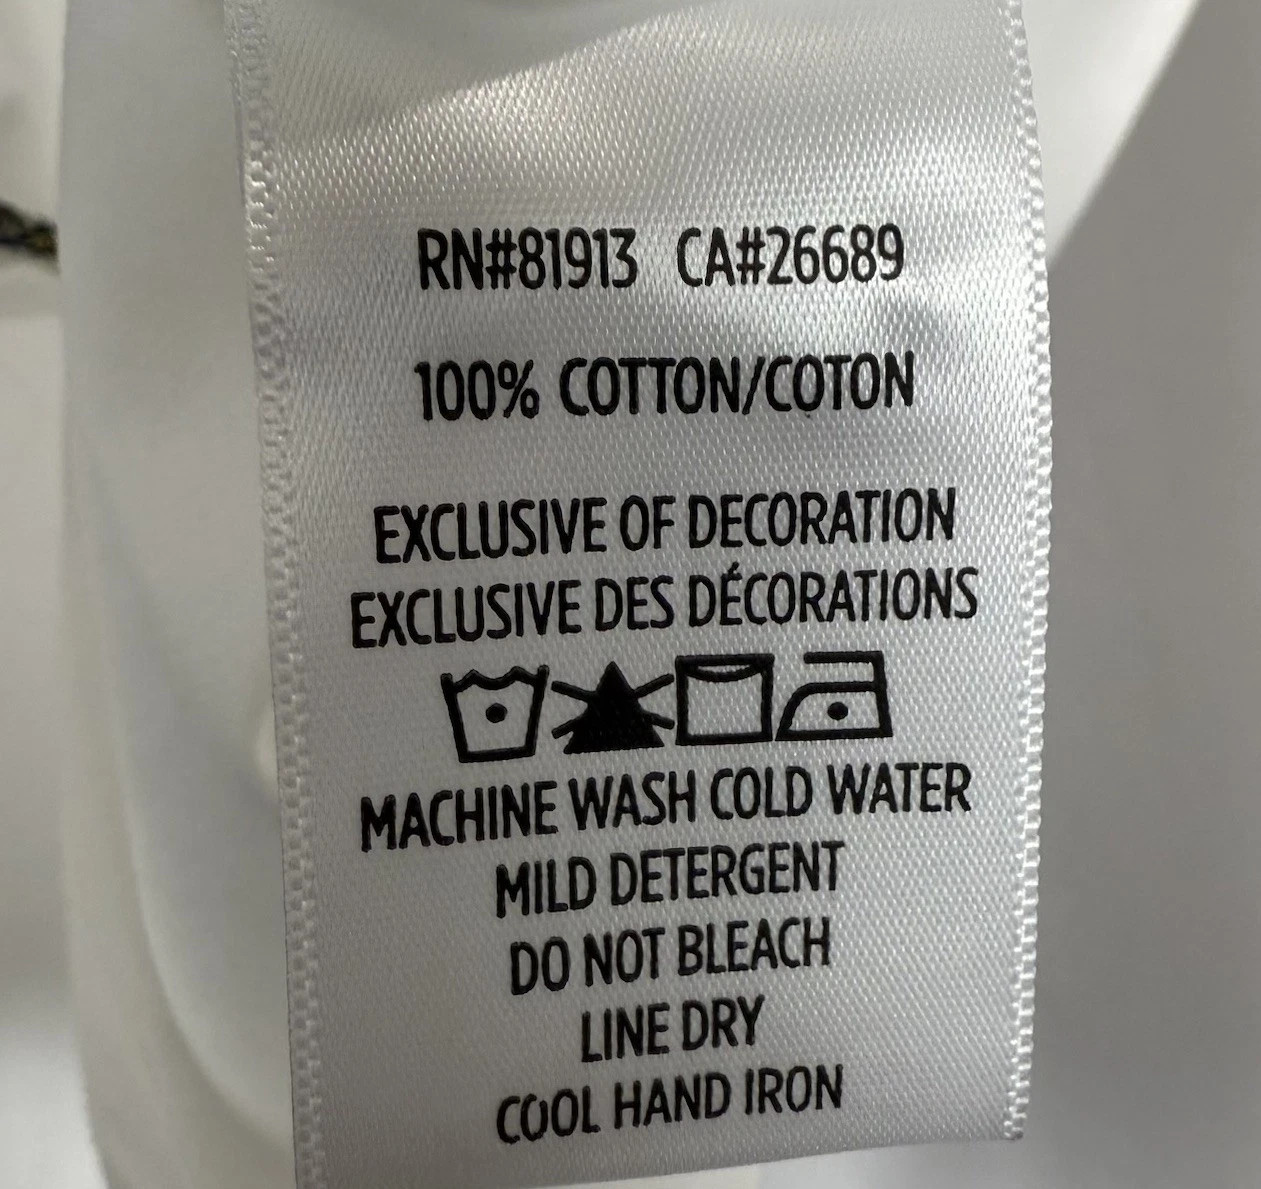 RN#81913 CA#26689
100% COTTON/COTON
EXCLUSIVE OF DECORATION
EXCLUSIVE DES DÉCORATIONS
MACHINE WASH COLD WATER
MILD DETERGENT
DO NOT BLEACH
LINE DRY
COOL HAND IRON